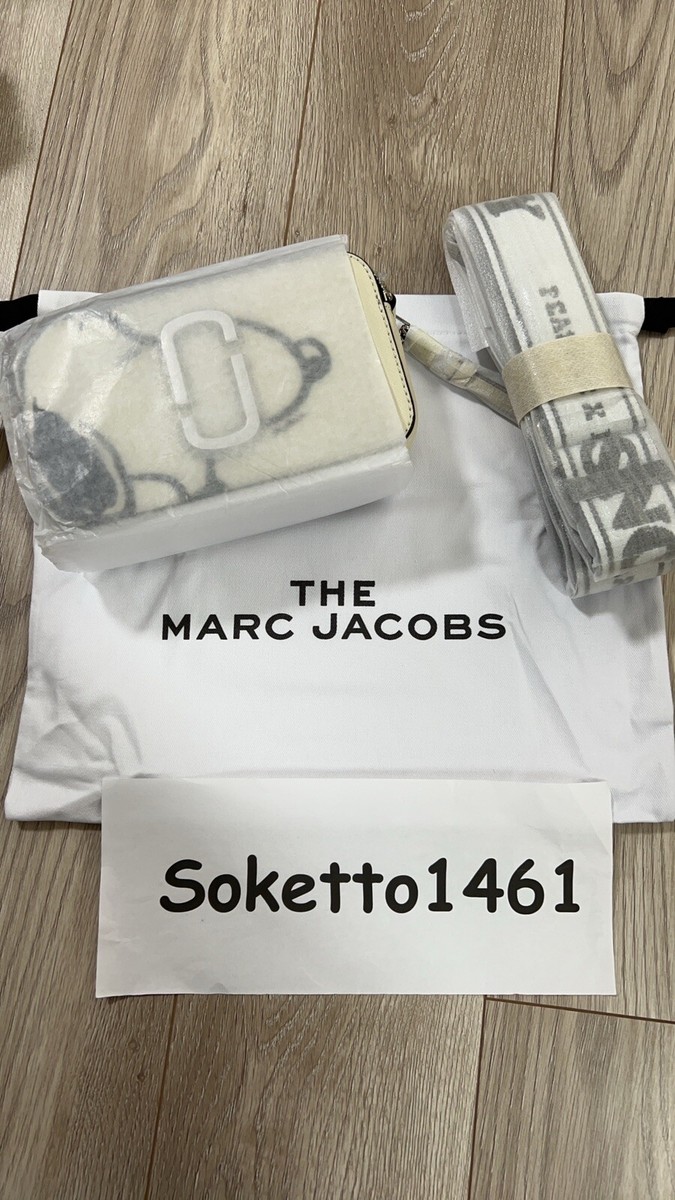 THE
MARC JACOBS
Soketto1461